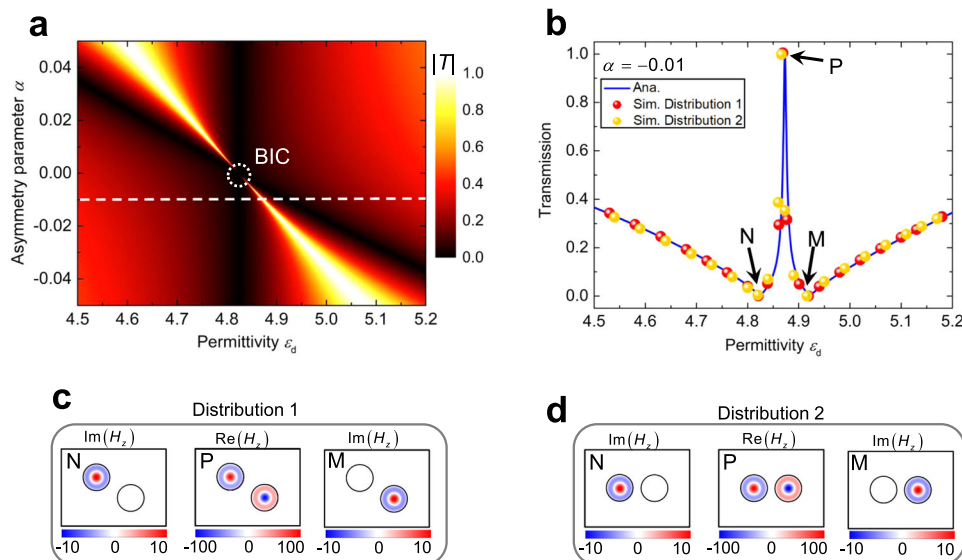 a
0.04
0.02
0.00
-0.02
-0.04
Asymmetry parameter α
BIC
4.5 4.6 4.7 4.8 4.9 5.0 5.1 5.2
Permittivity εd
|T|
1.0
0.8
0.6
0.4
0.2
0.0
b
α = −0.01
Ana.
Sim. Distribution 1
Sim. Distribution 2
P
N
M
1.0
0.8
0.6
0.4
0.2
0.0
Transmission
4.5 4.6 4.7 4.8 4.9 5.0 5.1 5.2
Permittivity εd
c
Distribution 1
Im(Hz) Re(Hz) Im(Hz)
N P M
-10 0 10 -100 0 100 -10 0 10
d
Distribution 2
Im(Hz) Re(Hz) Im(Hz)
N P M
-10 0 10 -100 0 100 -10 0 10